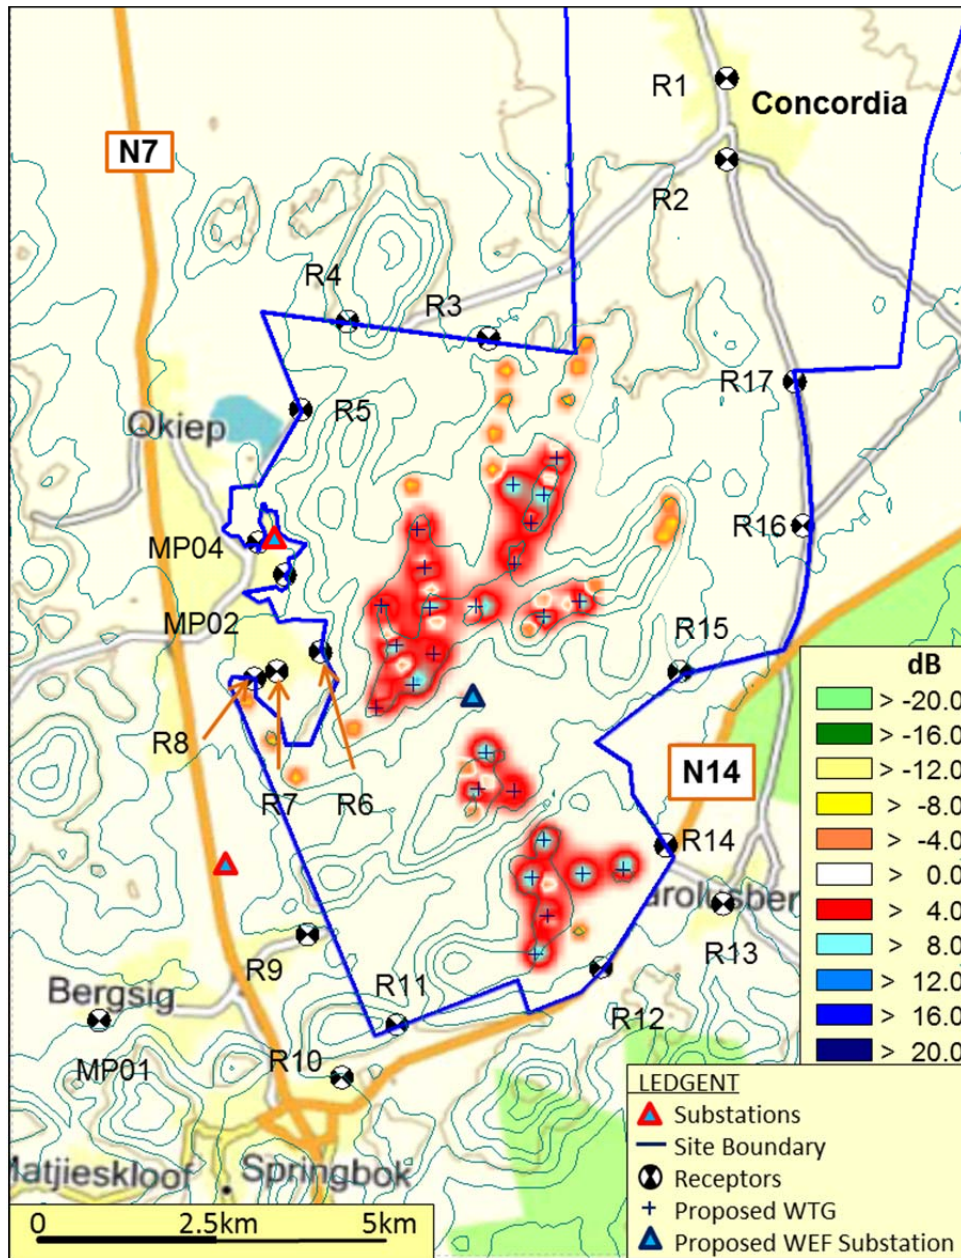 R1
Concordia
N7
R2
R4
R3
R17
R5
Okiep
R16
MP04
MP02
R15
dB
> -20.0
> -16.0
> -12.0
> -8.0
> -4.0
> 0.0
> 4.0
> 8.0
> 12.0
> 16.0
> 20.0
R8
N14
R7
R6
R14
arolusber
R13
R9
Bergsig
R11
R12
MP01
R10
LEDGENT
Substations
Site Boundary
Receptors
Proposed WTG
Proposed WEF Substation
Matjieskloof
Springbok
0
2.5km
5km